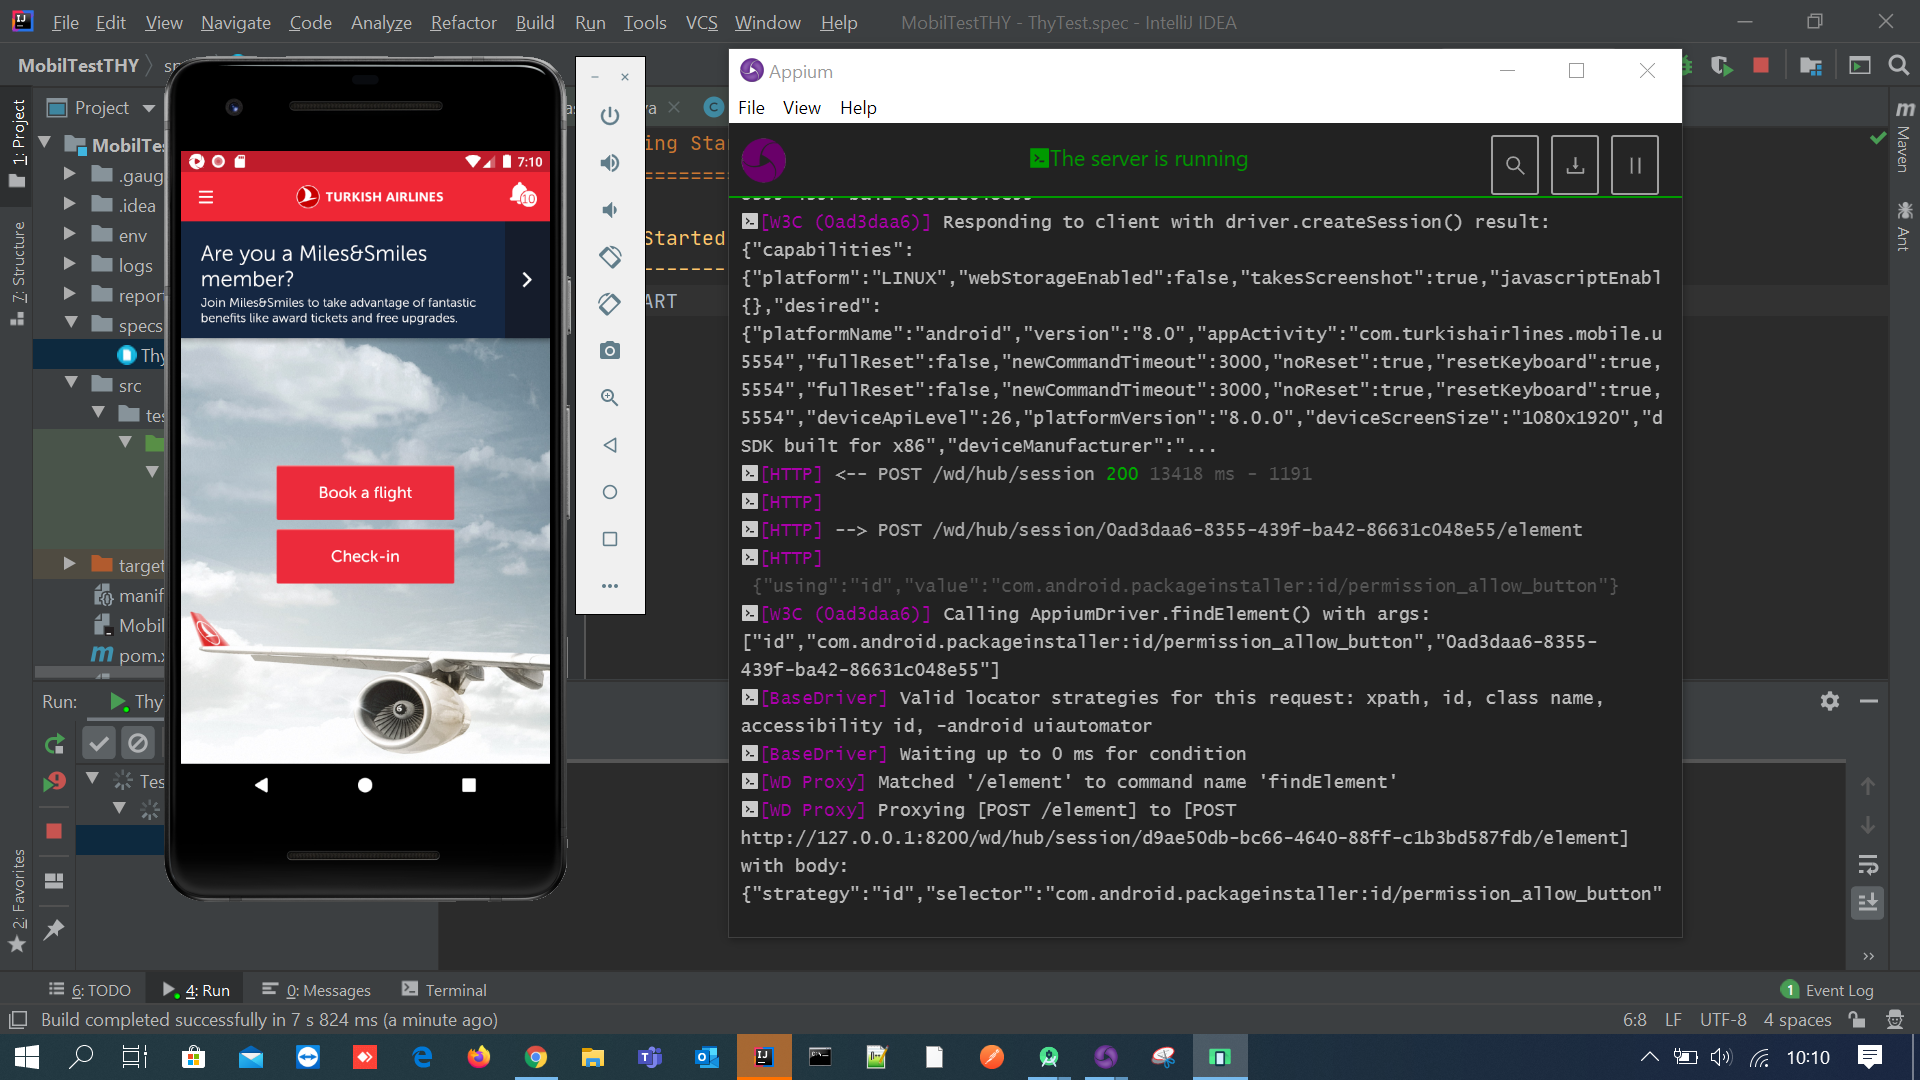 File Edit View Navigate Code Analyze Refactor Build Run Tools VCS Window Help MobilTestTHY - ThyTest.spec - IntelliJ IDEA
MobilTestTHY
Project
MobilTe
.gaug
.idea
env
logs
repor
specs
Thy
src
tes
target
manif
Mobil
pom.x
1: Project
7: Structure
2: Favorites
Maven
Ant
7:10
TURKISH AIRLINES
10
Are you a Miles&Smiles
member?
Join Miles&Smiles to take advantage of fantastic
benefits like award tickets and free upgrades.
Book a flight
Check-in
ing Star
Started
ART
Appium
File View Help
The server is running
[W3C (0ad3daa6)] Responding to client with driver.createSession() result:
{"capabilities":
{"platform":"LINUX","webStorageEnabled":false,"takesScreenshot":true,"javascriptEnabl
{},"desired":
{"platformName":"android","version":"8.0","appActivity":"com.turkishairlines.mobile.u
5554","fullReset":false,"newCommandTimeout":3000,"noReset":true,"resetKeyboard":true,
5554","fullReset":false,"newCommandTimeout":3000,"noReset":true,"resetKeyboard":true,
5554","deviceApiLevel":26,"platformVersion":"8.0.0","deviceScreenSize":"1080x1920","d
SDK built for x86","deviceManufacturer":"...
[HTTP] <-- POST /wd/hub/session 200 13418 ms - 1191
[HTTP]
[HTTP] --> POST /wd/hub/session/0ad3daa6-8355-439f-ba42-86631c048e55/element
[HTTP]
{"using":"id","value":"com.android.packageinstaller:id/permission_allow_button"}
[W3C (0ad3daa6)] Calling AppiumDriver.findElement() with args:
["id","com.android.packageinstaller:id/permission_allow_button","0ad3daa6-8355-
439f-ba42-86631c048e55"]
[BaseDriver] Valid locator strategies for this request: xpath, id, class name,
accessibility id, -android uiautomator
[BaseDriver] Waiting up to 0 ms for condition
[WD Proxy] Matched '/element' to command name 'findElement'
[WD Proxy] Proxying [POST /element] to [POST
http://127.0.0.1:8200/wd/hub/session/d9ae50db-bc66-4640-88ff-c1b3bd587fdb/element]
with body:
{"strategy":"id","selector":"com.android.packageinstaller:id/permission_allow_button"
Run: Thy
Tes
6: TODO 4: Run 0: Messages Terminal 1 Event Log
Build completed successfully in 7 s 824 ms (a minute ago) 6:8 LF UTF-8 4 spaces
10:10